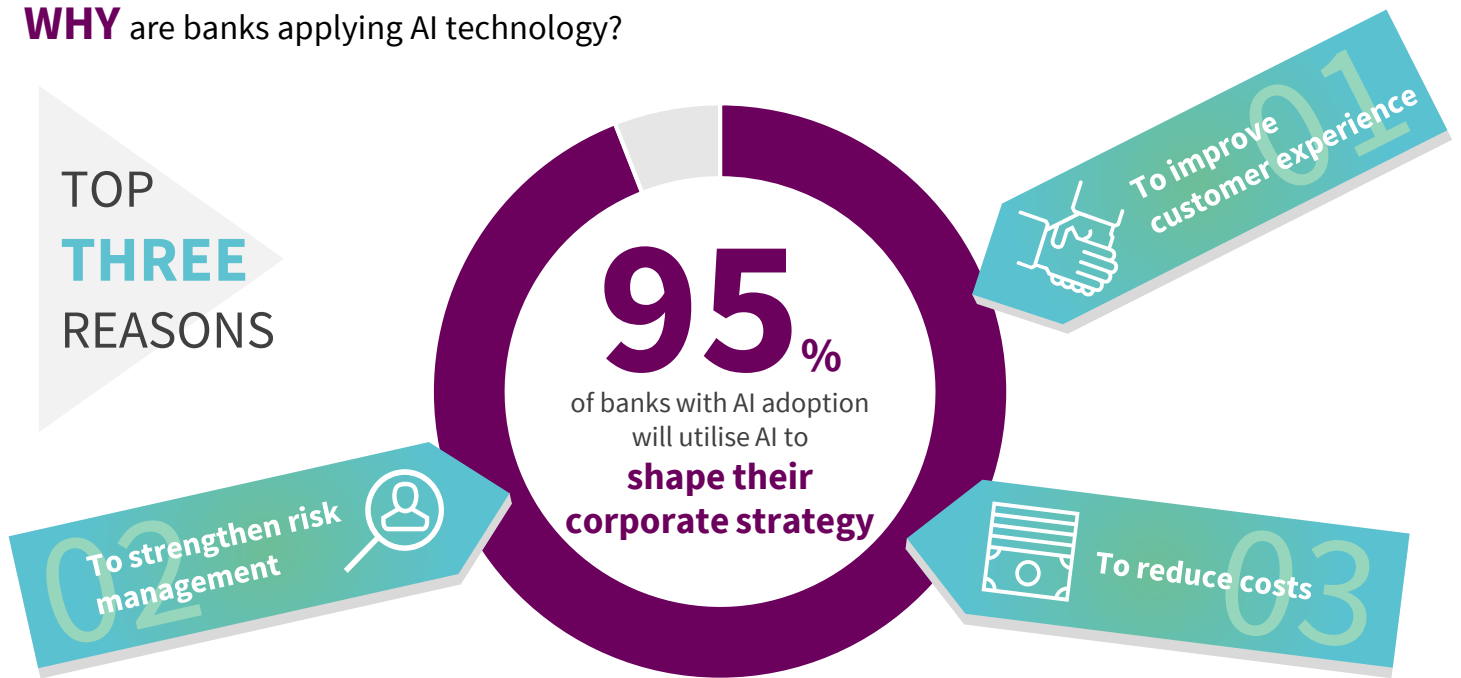 WHY are banks applying AI technology?
TOP
THREE
REASONS
95%
of banks with AI adoption
will utilise AI to
shape their
corporate strategy
01
To improve
customer experience
02
To strengthen risk
management
03
To reduce costs